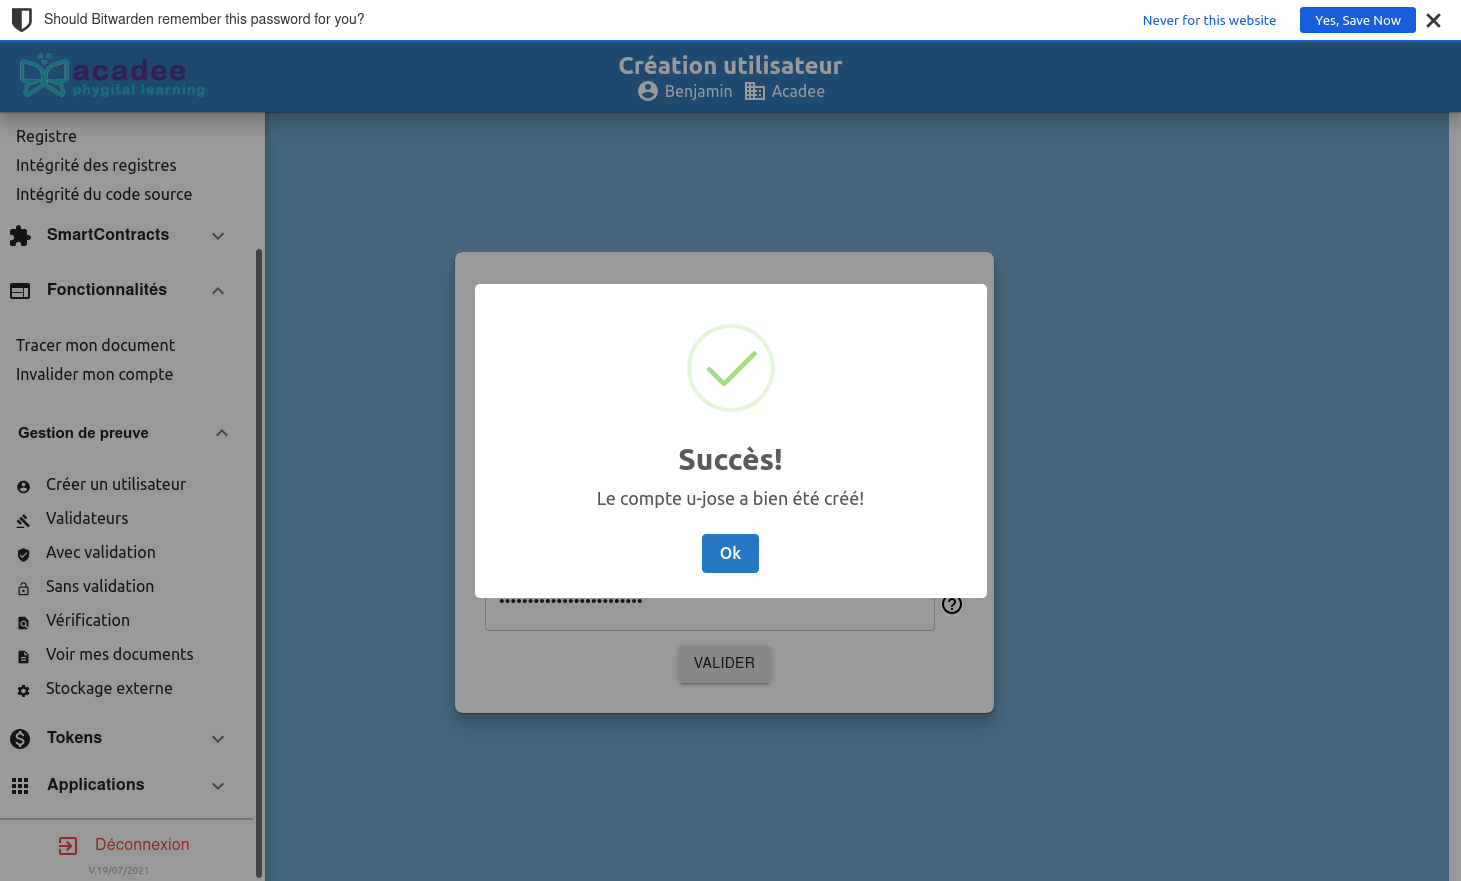 Should Bitwarden remember this password for you?
Never for this website
Yes, Save Now
acadee
phygital learning
Création utilisateur
Benjamin
Acadee
Registre
Intégrité des registres
Intégrité du code source
SmartContracts
Fonctionnalités
Tracer mon document
Invalider mon compte
Gestion de preuve
Créer un utilisateur
Validateurs
Avec validation
Sans validation
Vérification
Voir mes documents
Stockage externe
Tokens
Applications
Déconnexion
V.19/07/2021
Succès!
Le compte u-jose a bien été créé!
Ok
VALIDER